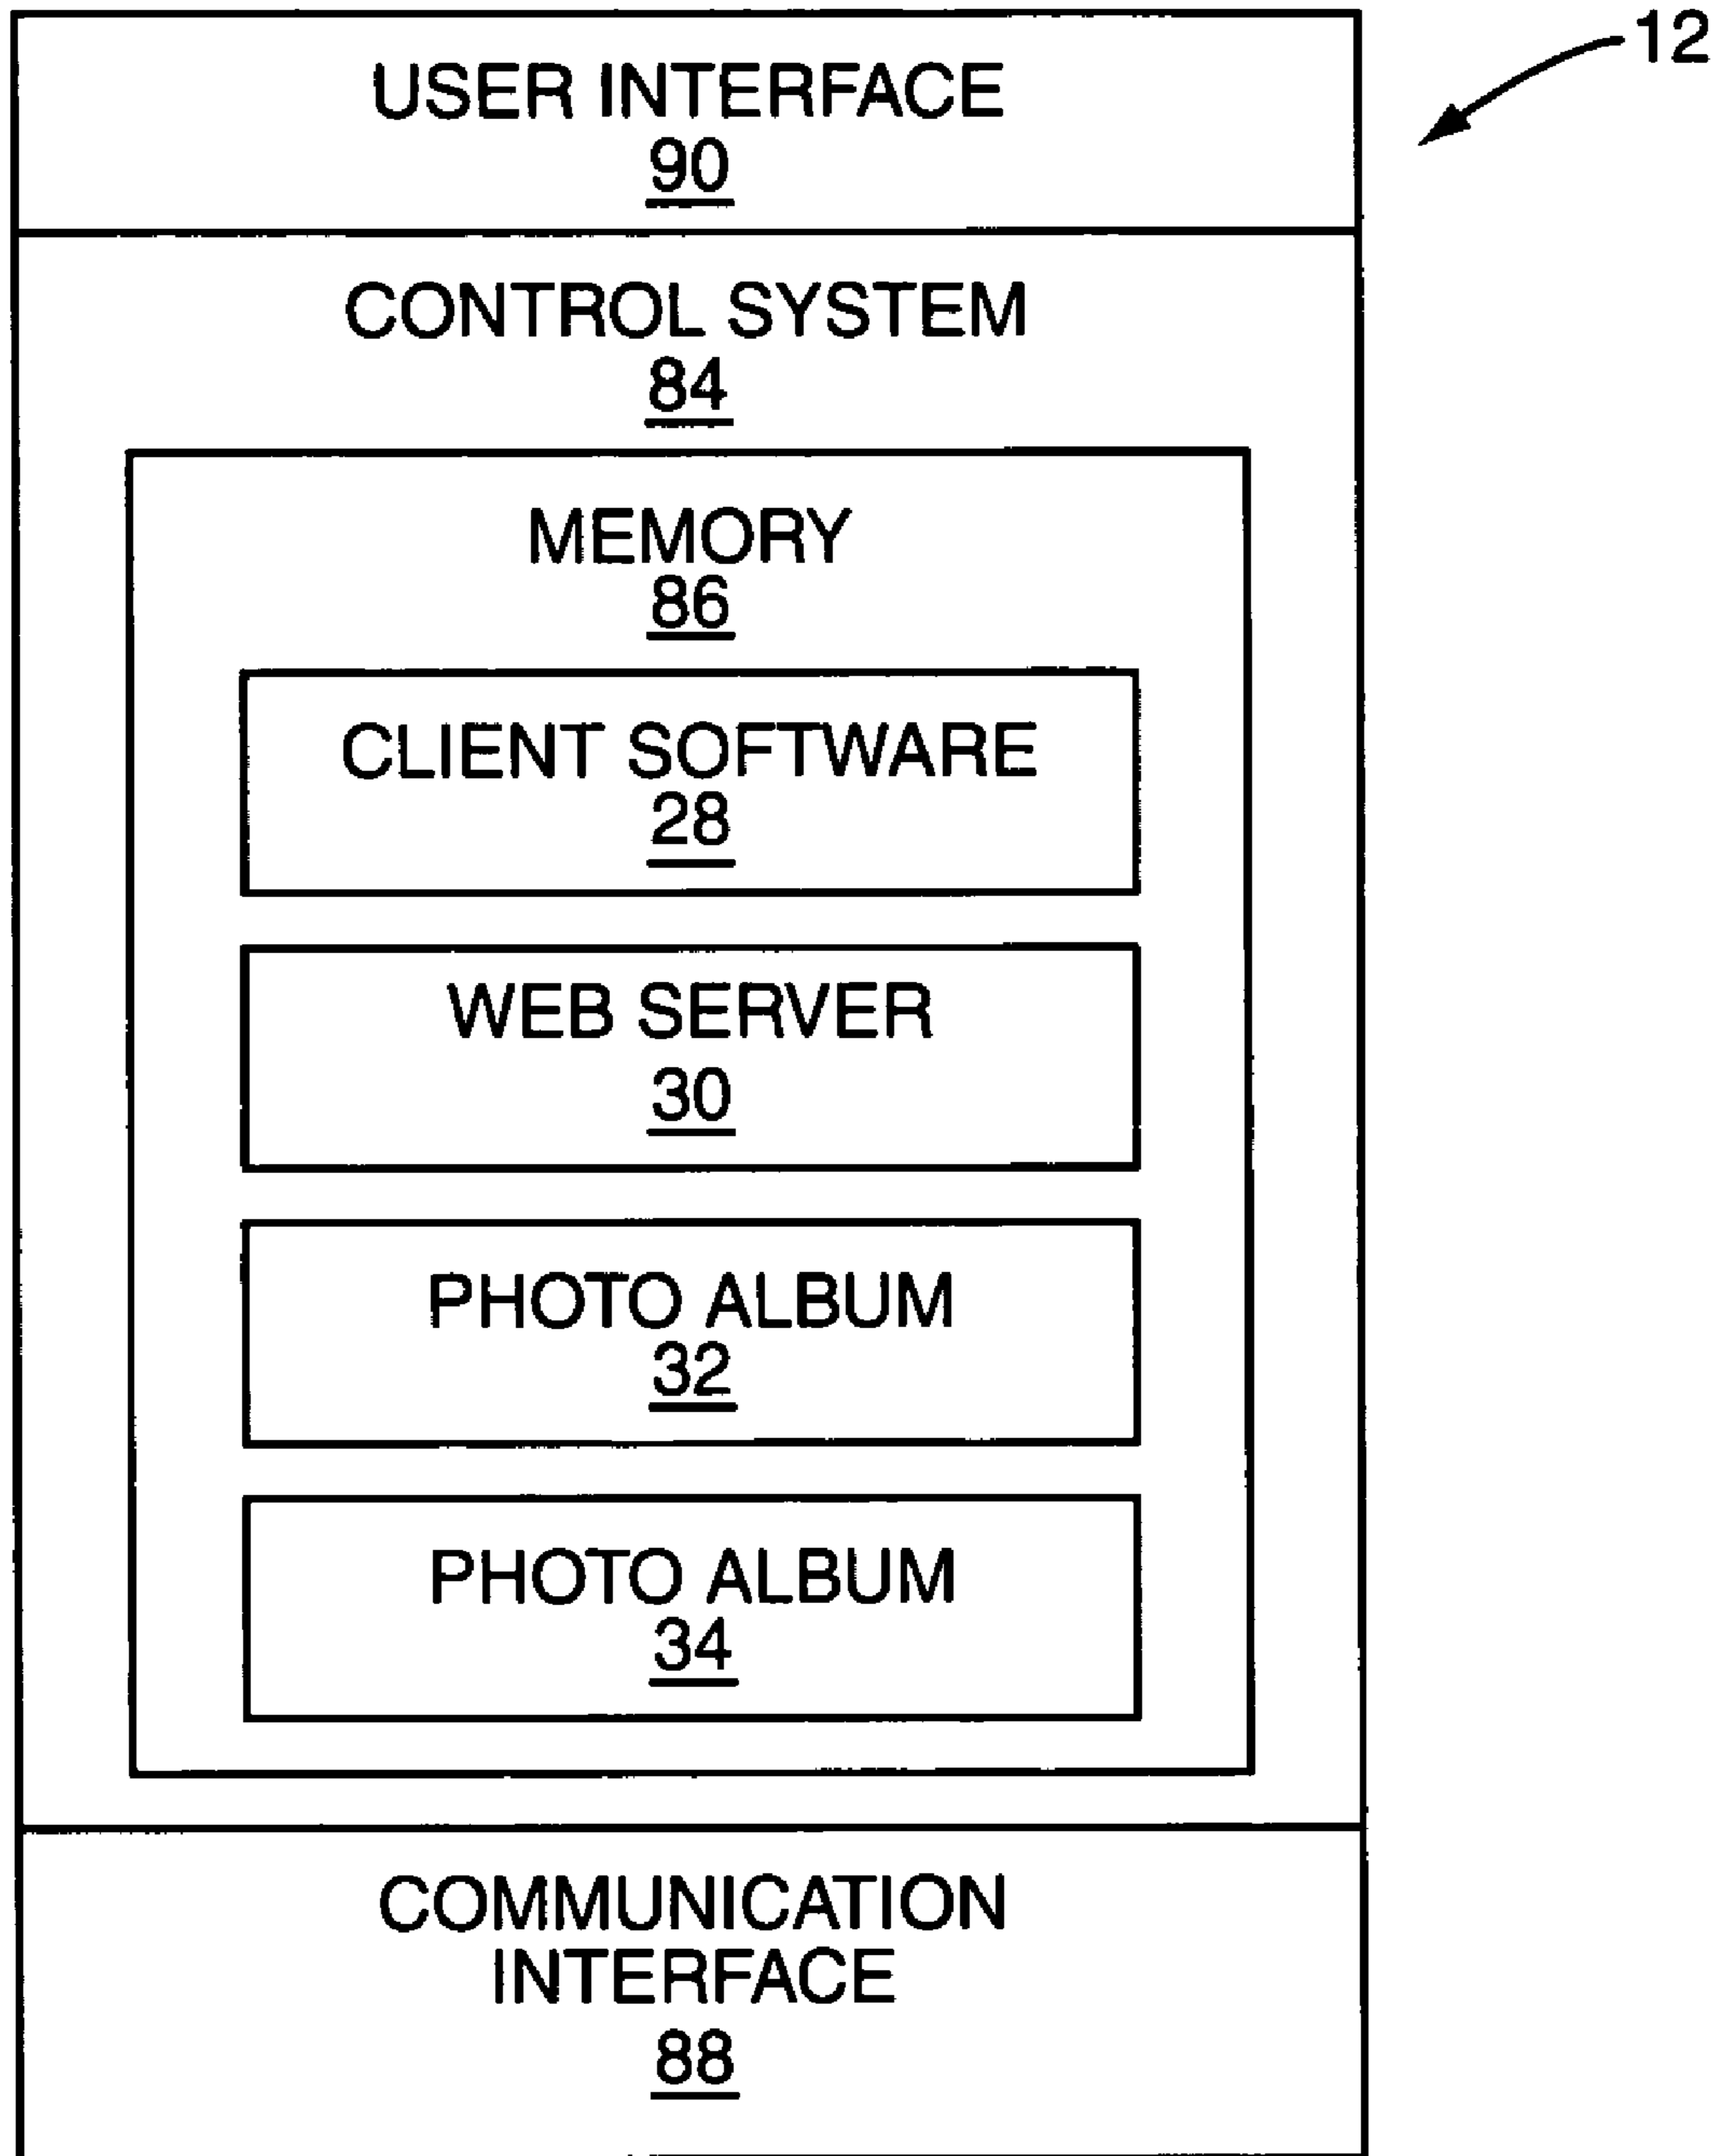 12
USER INTERFACE
90
CONTROL SYSTEM
84
MEMORY
86
CLIENT SOFTWARE
28
WEB SERVER
30
PHOTO ALBUM
32
PHOTO ALBUM
34
COMMUNICATION
INTERFACE
88